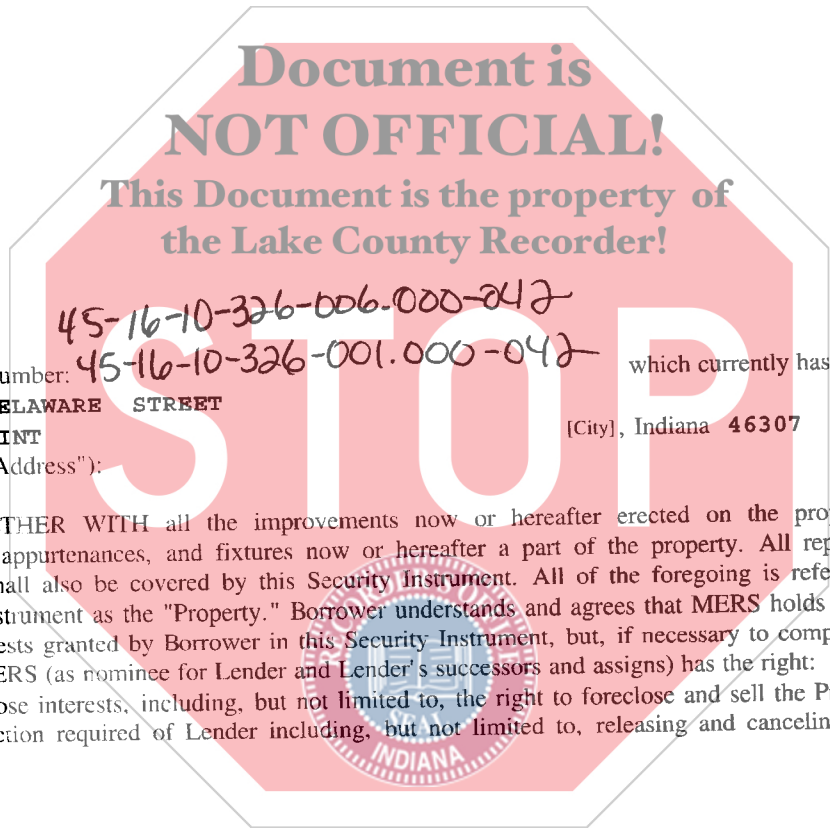 Document is
NOT OFFICIAL!
This Document is the property of
the Lake County Recorder!
STOP
45-16-10-326-006.000-042
umber: 45-16-10-326-001.000-042 which currently has
ELAWARE STREET
INT [City], Indiana 46307
Address"):
THER WITH all the improvements now or hereafter erected on the pro
appurtenances, and fixtures now or hereafter a part of the property. All rep
hall also be covered by this Security Instrument. All of the foregoing is refe
strument as the "Property." Borrower understands and agrees that MERS holds
ests granted by Borrower in this Security Instrument, but, if necessary to comp
ERS (as nominee for Lender and Lender's successors and assigns) has the right:
ose interests, including, but not limited to, the right to foreclose and sell the P
ction required of Lender including, but not limited to, releasing and cancelin
SEAL
INDIANA